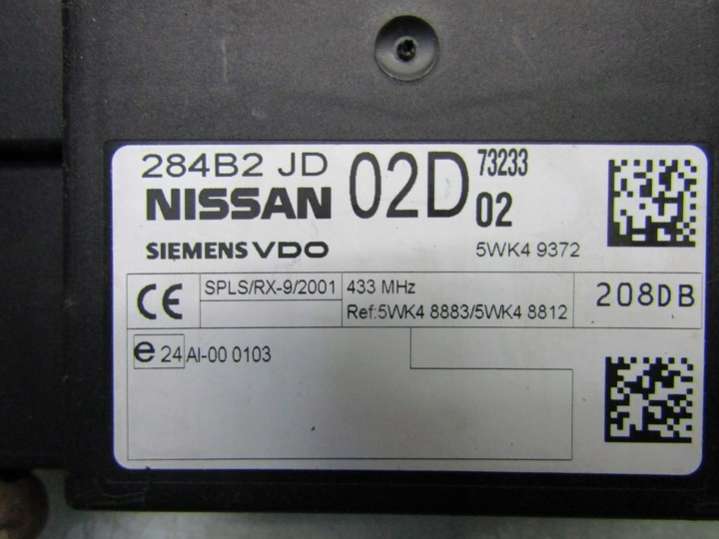 284B2 JD 02D 73233
NISSAN 02
SIEMENS VDO 5WK4 9372
CE SPLS/RX-9/2001 433 MHz 208DB
Ref:5WK4 8883/5WK4 8812
e 24 AI-00 0103